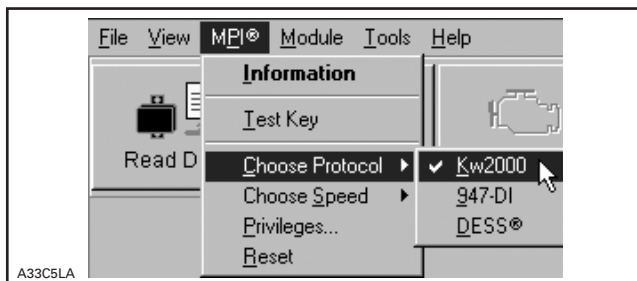 File View MPI® Module Tools Help
Information
Test Key
Read D
Choose Protocol
Kw2000
Choose Speed
947-DI
Privileges...
DESS®
Reset
A33C5LA